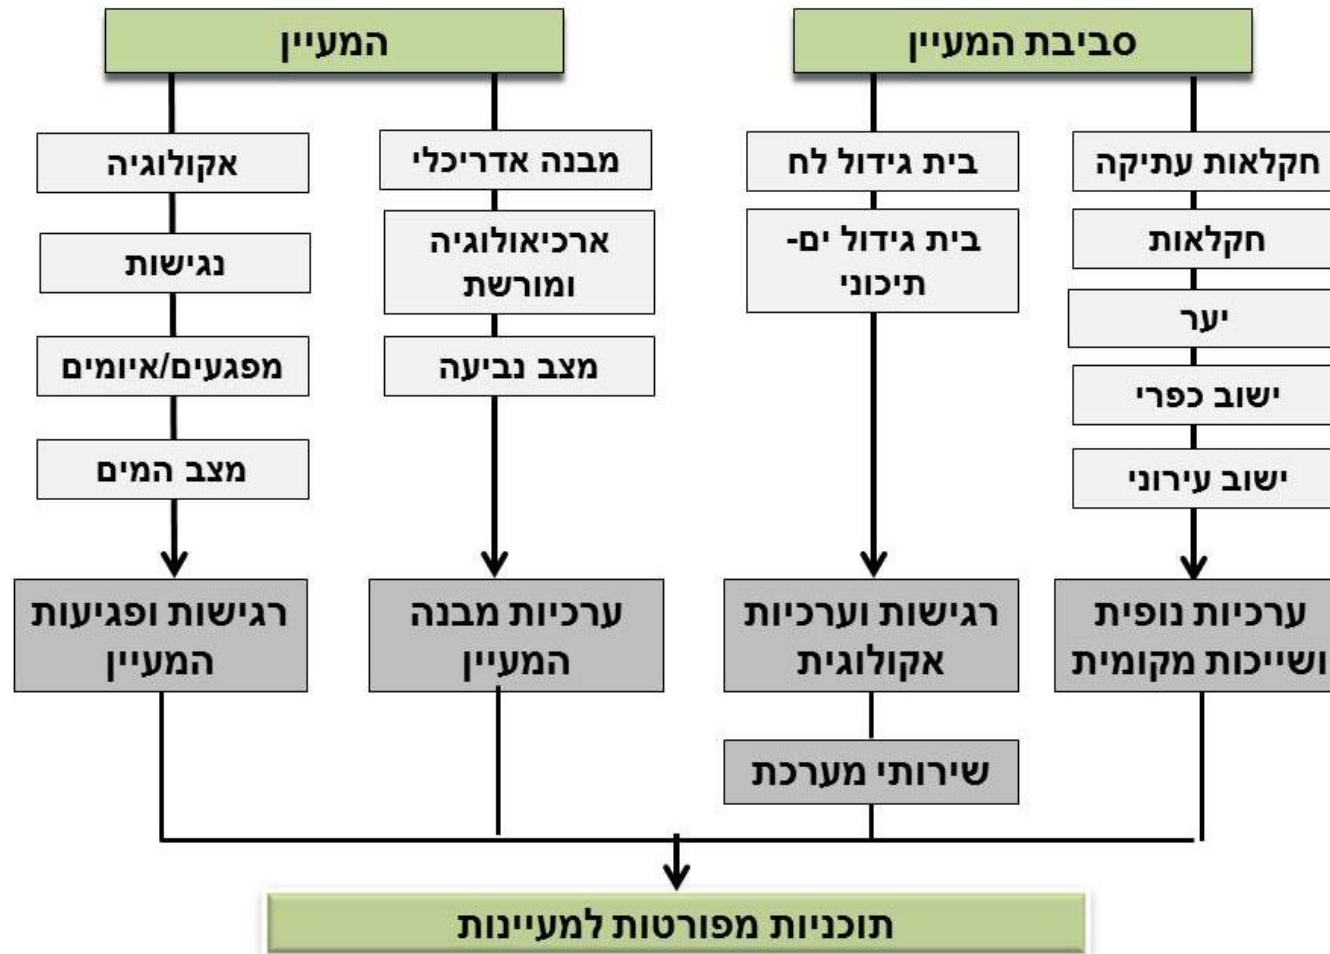 סביבת המעיין
חקלאות עתיקה
חקלאות
יער
ישוב כפרי
ישוב עירוני
ערכיות נופית
ושייכות מקומית
בית גידול לח
בית גידול ים-
תיכוני
רגישות וערכיות
אקולוגית
שירותי מערכת
המעיין
מבנה אדריכלי
ארכיאולוגיה
ומורשת
מצב נביעה
ערכיות מבנה
המעיין
אקולוגיה
נגישות
מפגעים/איומים
מצב המים
רגישות ופגיעות
המעיין
תוכניות מפורטות למעיינות